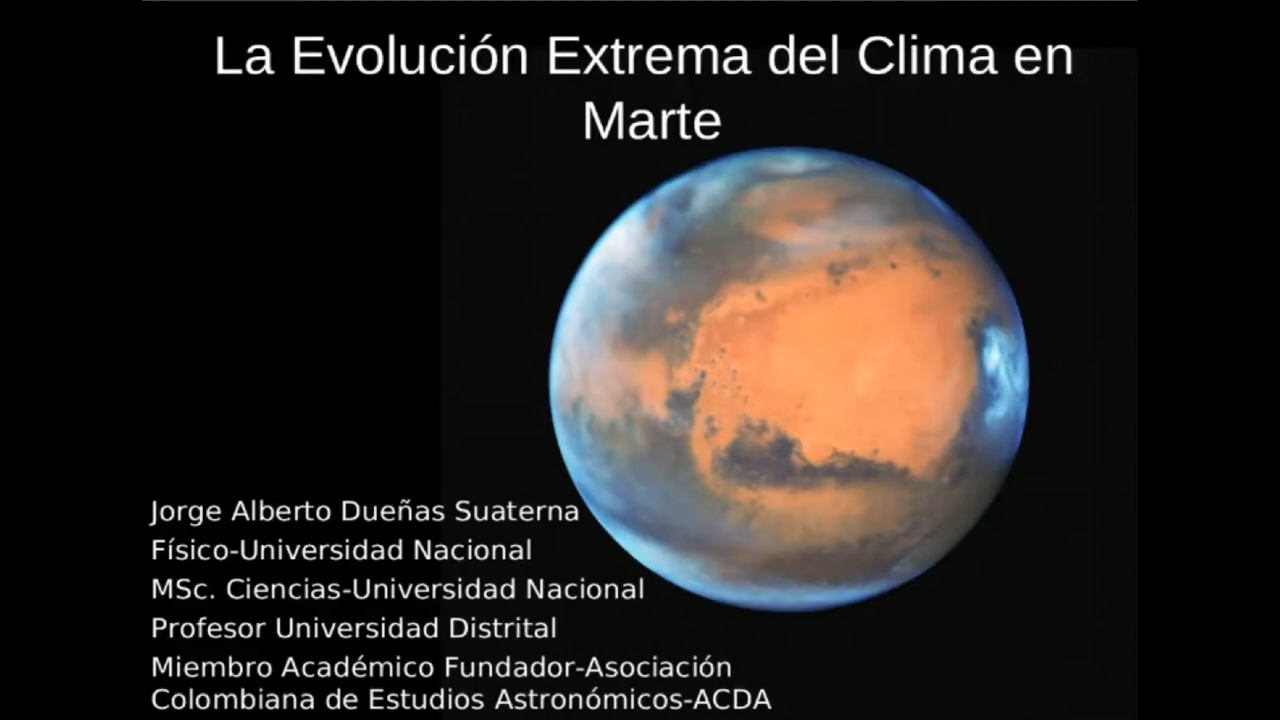 La Evolución Extrema del Clima en
Marte
Jorge Alberto Dueñas Suaterna
Físico-Universidad Nacional
MSc. Ciencias-Universidad Nacional
Profesor Universidad Distrital
Miembro Académico Fundador-Asociación
Colombiana de Estudios Astronómicos-ACDA